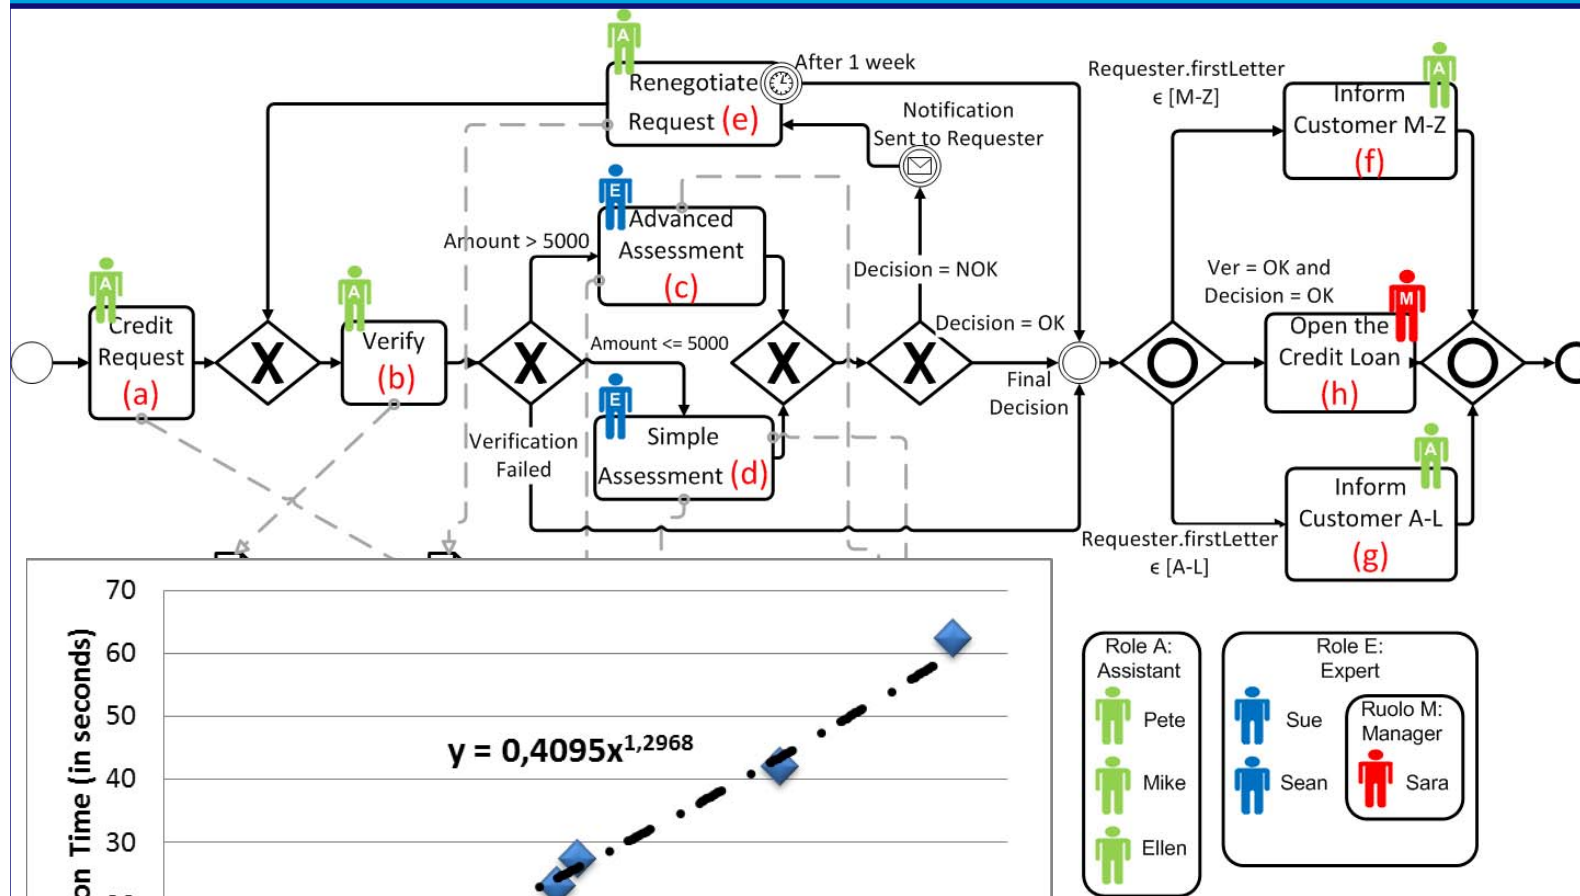 A
Renegotiate
Request (e)
After 1 week
Notification
Sent to Requester
Requester.firstLetter
ϵ [M-Z]
A
Inform
Customer M-Z
(f)
E
Advanced
Assessment
(c)
Amount > 5000
Decision = NOK
Ver = OK and
Decision = OK
M
Open the
Credit Loan
(h)
A
Credit
Request
(a)
X
A
Verify
(b)
X
Amount <= 5000
X
X
Decision = OK
Final
Decision
E
Simple
Assessment (d)
Verification
Failed
A
Inform
Customer A-L
(g)
Requester.firstLetter
ϵ [A-L]
70
60
50
40
30
on Time (in seconds)
y = 0,4095x^1,2968
Role A:
Assistant
Pete
Mike
Ellen
Role E:
Expert
Sue
Sean
Ruolo M:
Manager
Sara